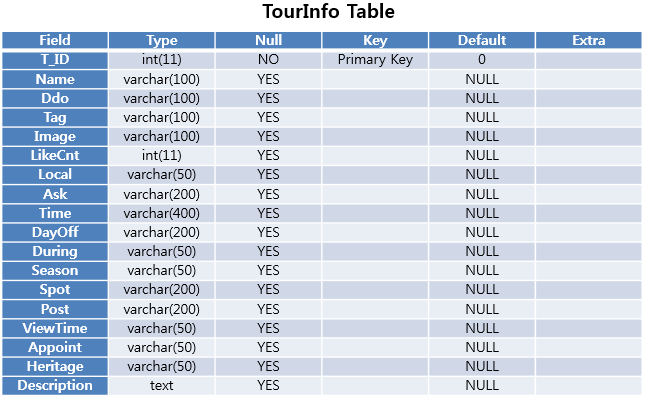 TourInfo Table
Field Type Null Key Default Extra
T_ID int(11) NO Primary Key 0
Name varchar(100) YES NULL
Ddo varchar(100) YES NULL
Tag varchar(100) YES NULL
Image varchar(100) YES NULL
LikeCnt int(11) YES NULL
Local varchar(50) YES NULL
Ask varchar(200) YES NULL
Time varchar(400) YES NULL
DayOff varchar(200) YES NULL
During varchar(50) YES NULL
Season varchar(50) YES NULL
Spot varchar(200) YES NULL
Post varchar(200) YES NULL
ViewTime varchar(50) YES NULL
Appoint varchar(50) YES NULL
Heritage varchar(50) YES NULL
Description text YES NULL